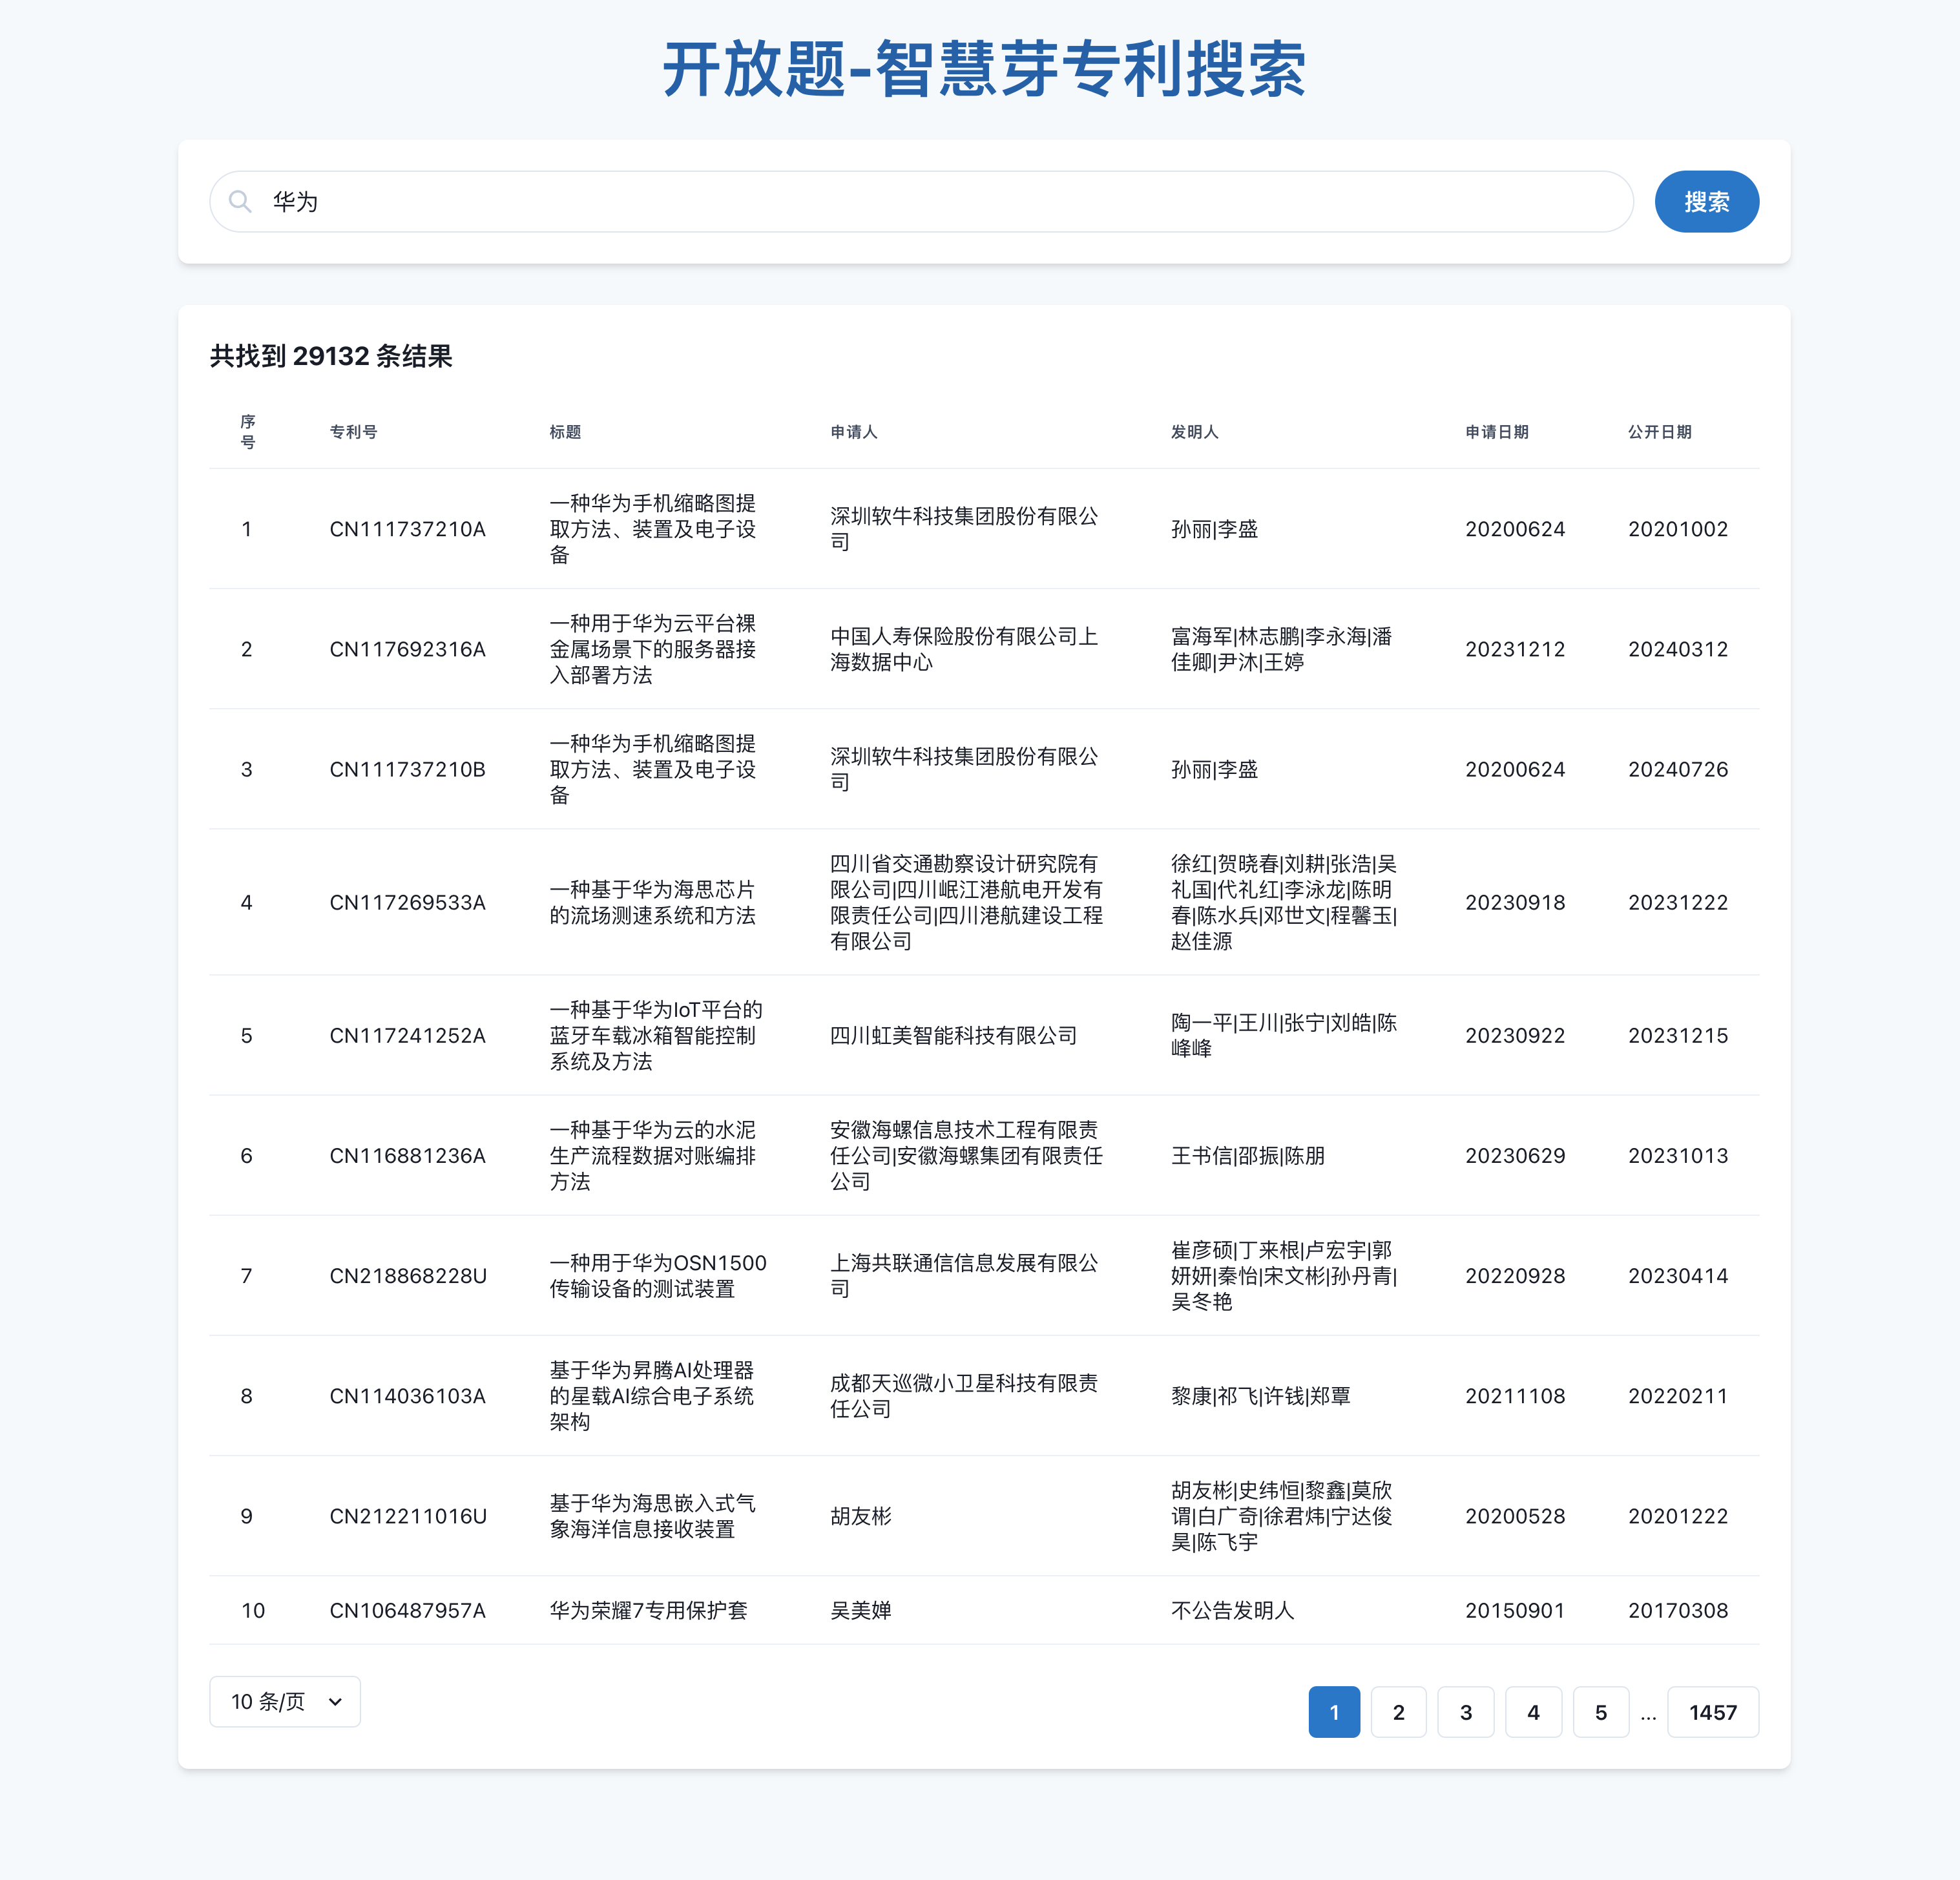 开放题-智慧芽专利搜索
华为
搜索
共找到 29132 条结果
序
号
专利号
标题
申请人
发明人
申请日期
公开日期
1
CN111737210A
一种华为手机缩略图提
取方法、装置及电子设
备
深圳软牛科技集团股份有限公
司
孙丽|李盛
20200624
20201002
2
CN117692316A
一种用于华为云平台裸
金属场景下的服务器接
入部署方法
中国人寿保险股份有限公司上
海数据中心
富海军|林志鹏|李永海|潘
佳卿|尹沐|王婷
20231212
20240312
3
CN111737210B
一种华为手机缩略图提
取方法、装置及电子设
备
深圳软牛科技集团股份有限公
司
孙丽|李盛
20200624
20240726
4
CN117269533A
一种基于华为海思芯片
的流场测速系统和方法
四川省交通勘察设计研究院有
限公司|四川岷江港航电开发有
限责任公司|四川港航建设工程
有限公司
徐红|贺晓春|刘耕|张浩|吴
礼国|代礼红|李泳龙|陈明
春|陈水兵|邓世文|程馨玉|
赵佳源
20230918
20231222
5
CN117241252A
一种基于华为IoT平台的
蓝牙车载冰箱智能控制
系统及方法
四川虹美智能科技有限公司
陶一平|王川|张宁|刘皓|陈
峰峰
20230922
20231215
6
CN116881236A
一种基于华为云的水泥
生产流程数据对账编排
方法
安徽海螺信息技术工程有限责
任公司|安徽海螺集团有限责任
公司
王书信|邵振|陈朋
20230629
20231013
7
CN218868228U
一种用于华为OSN1500
传输设备的测试装置
上海共联通信信息发展有限公
司
崔彦硕|丁来根|卢宏宇|郭
妍妍|秦怡|宋文彬|孙丹青|
吴冬艳
20220928
20230414
8
CN114036103A
基于华为昇腾AI处理器
的星载AI综合电子系统
架构
成都天巡微小卫星科技有限责
任公司
黎康|祁飞|许钱|郑覃
20211108
20220211
9
CN212211016U
基于华为海思嵌入式气
象海洋信息接收装置
胡友彬
胡友彬|史纬恒|黎鑫|莫欣
谓|白广奇|徐君炜|宁达俊
昊|陈飞宇
20200528
20201222
10
CN106487957A
华为荣耀7专用保护套
吴美婵
不公告发明人
20150901
20170308
10 条/页
1
2
3
4
5
...
1457